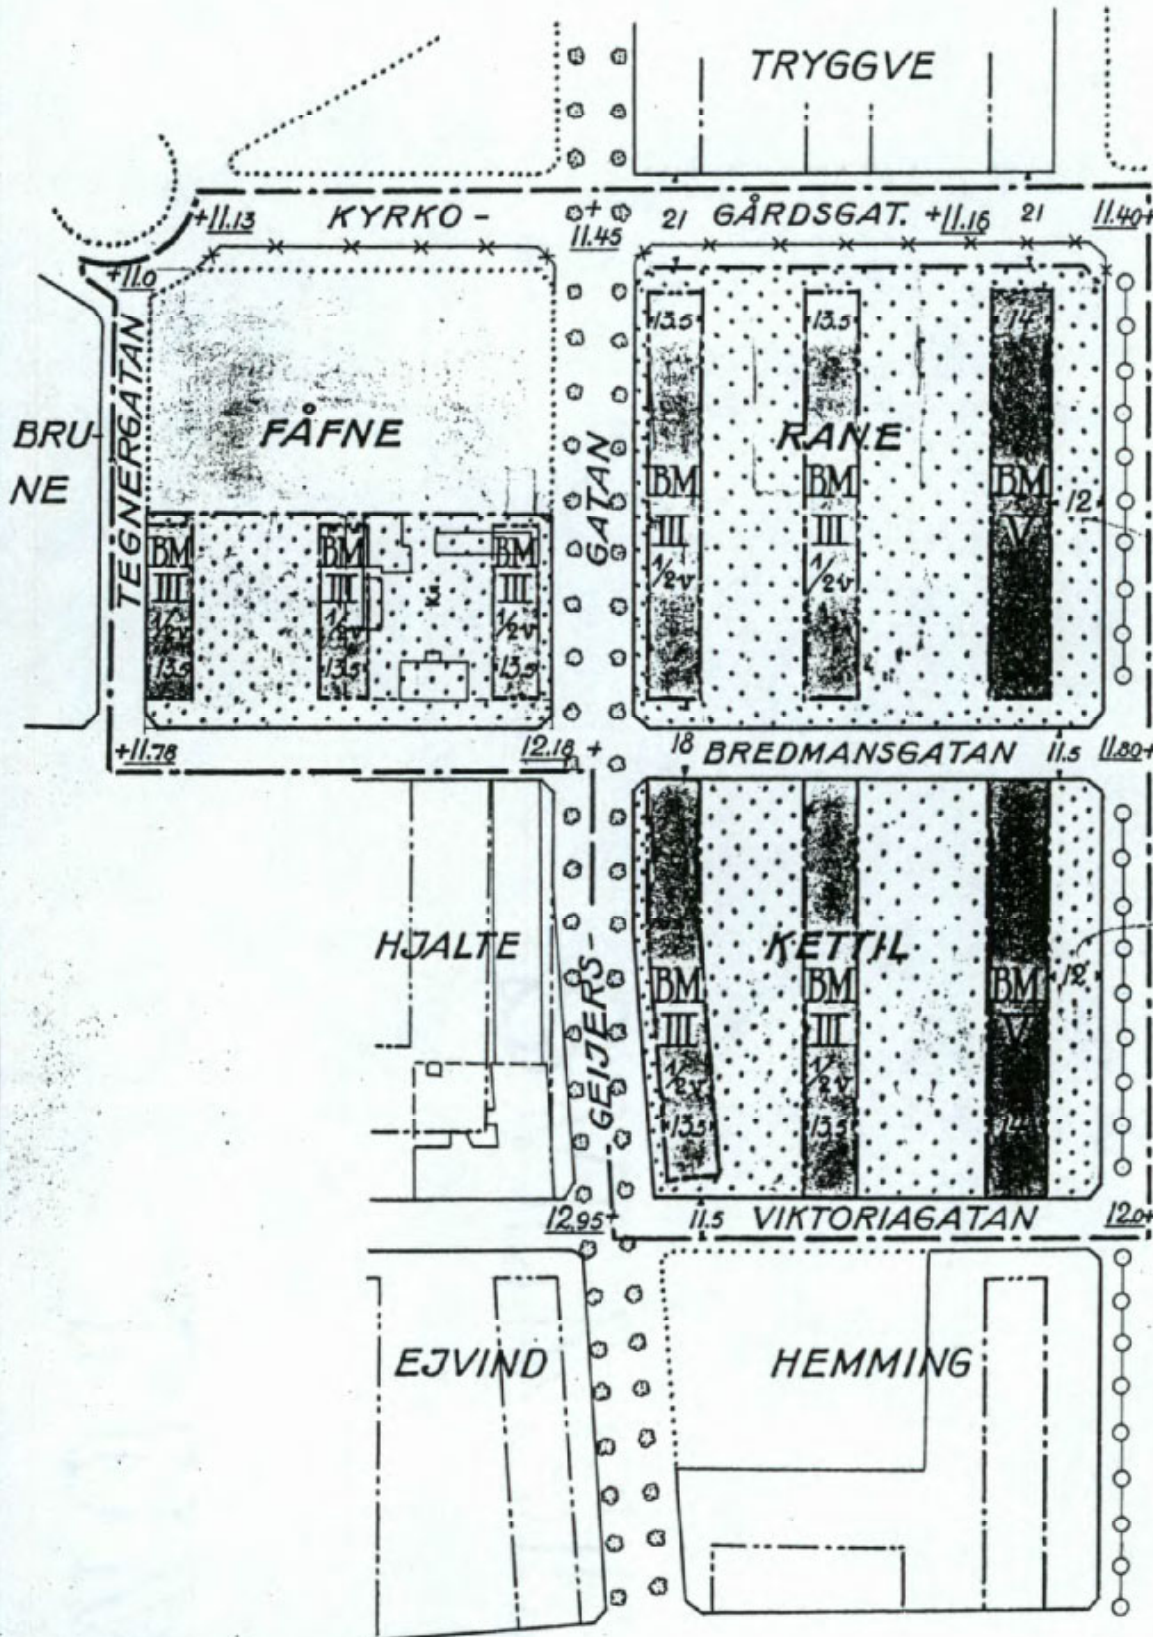 TRYGGVE
+11.13
KYRKO-
11.45
+
21
GÅRDSGAT.
+11.16
21
11.40+
+11.0
TEGNERGATAN
BRU-
NE
FÅFNE
GATAN
13.5
13.5
14
RANE
BM
III
1/2v
BM
III
1/2v
BM
V
12
BM
III
1/2v
13.5
BM
III
1/2v
13.5
BM
III
1/2v
13.5
+11.78
12.18
+
18
BREDMANSGATAN
11.5
11.80+
HJALTE
GEIJERS-
KETTIL
BM
III
1/2v
13.5
BM
III
1/2v
13.5
BM
V
14
12
12.95+
11.5
VIKTORIAGATAN
12.0+
EJVIND
HEMMING